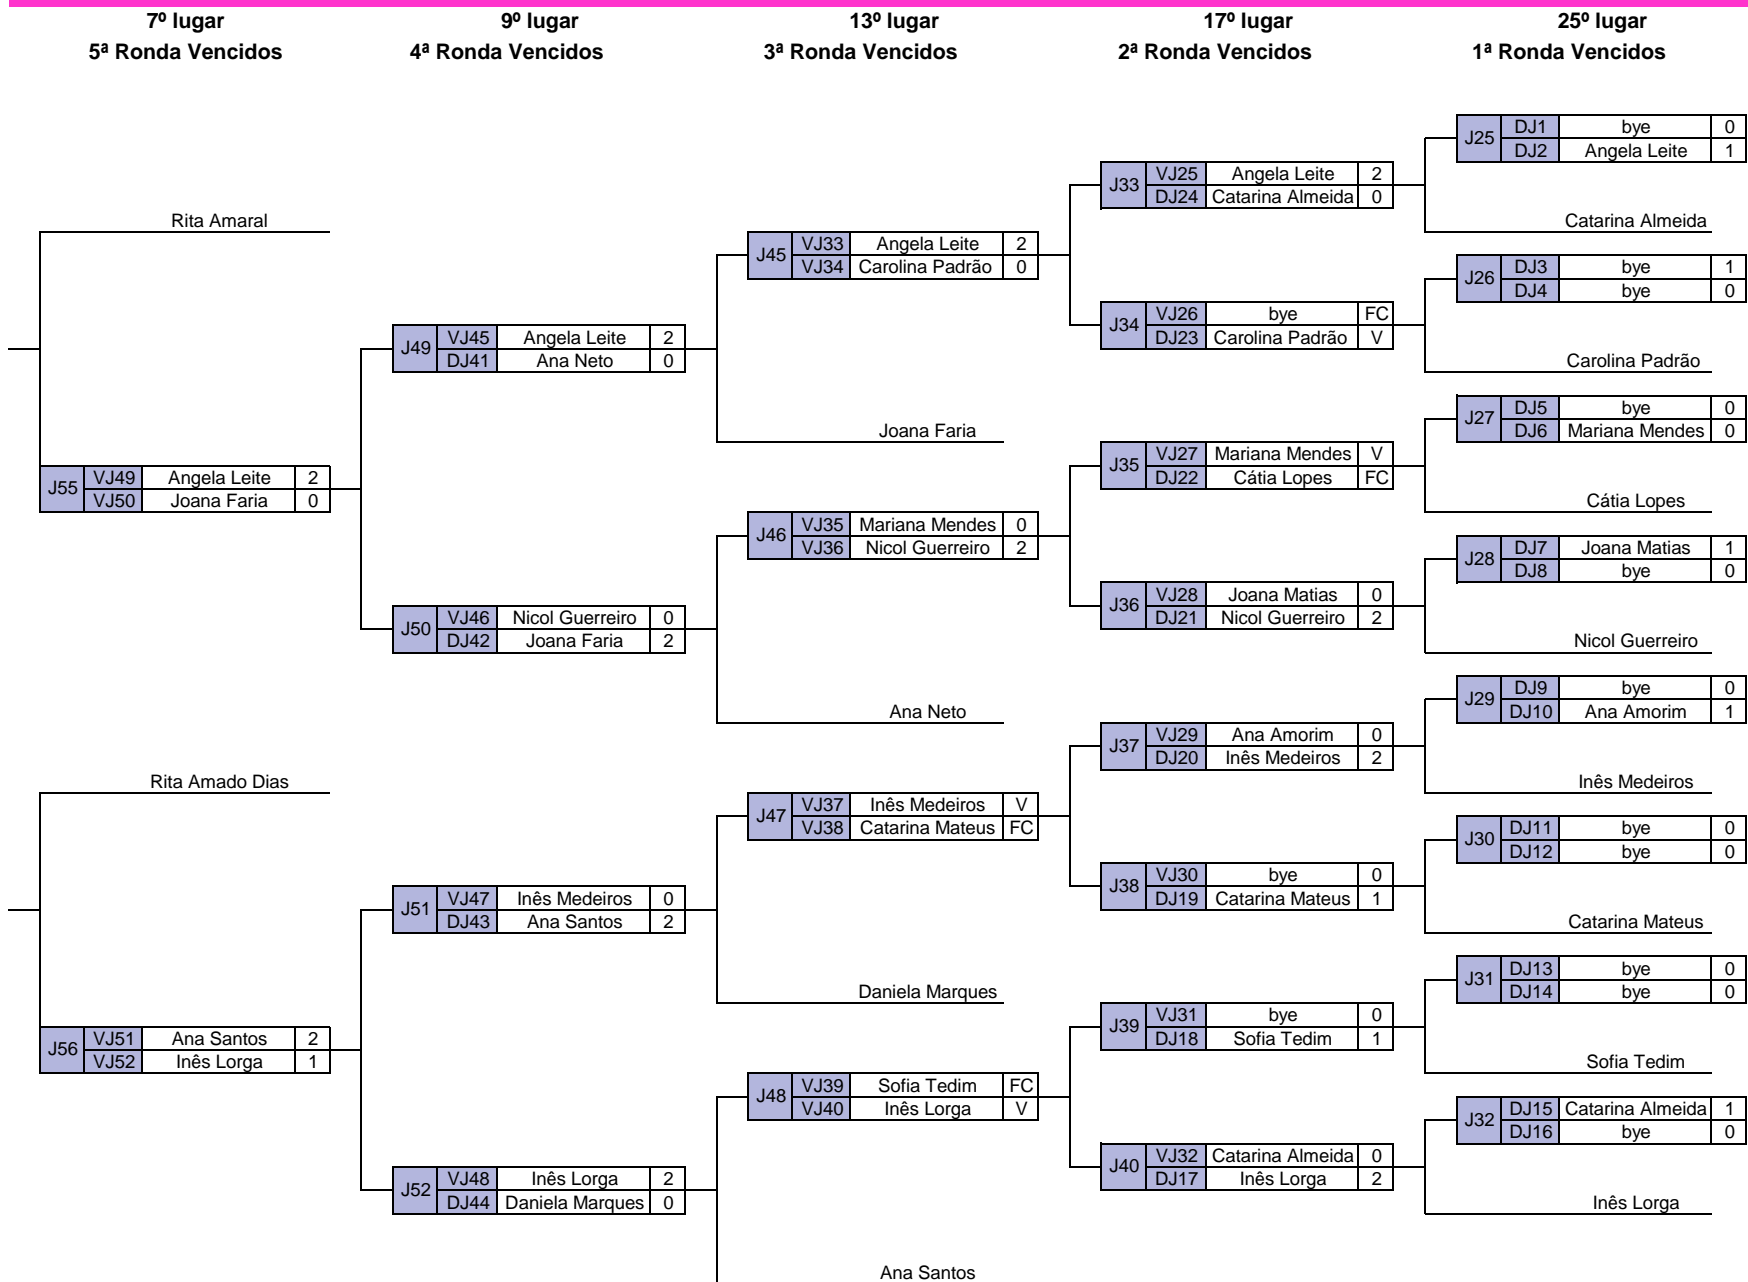 7º lugar 9º lugar 13º lugar 17º lugar 25º lugar
5ª Ronda Vencidos 4ª Ronda Vencidos 3ª Ronda Vencidos 2ª Ronda Vencidos 1ª Ronda Vencidos
J25 DJ1 bye 0
DJ2 Angela Leite 1
J33 VJ25 Angela Leite 2
DJ24 Catarina Almeida 0
Rita Amaral
Catarina Almeida
J45 VJ33 Angela Leite 2
VJ34 Carolina Padrão 0
J26 DJ3 bye 1
DJ4 bye 0
J34 VJ26 bye FC
DJ23 Carolina Padrão V
J49 VJ45 Angela Leite 2
DJ41 Ana Neto 0
Carolina Padrão
J27 DJ5 bye 0
DJ6 Mariana Mendes 0
Joana Faria
J35 VJ27 Mariana Mendes V
DJ22 Cátia Lopes FC
J55 VJ49 Angela Leite 2
VJ50 Joana Faria 0
Cátia Lopes
J46 VJ35 Mariana Mendes 0
VJ36 Nicol Guerreiro 2
J28 DJ7 Joana Matias 1
DJ8 bye 0
J36 VJ28 Joana Matias 0
DJ21 Nicol Guerreiro 2
J50 VJ46 Nicol Guerreiro 0
DJ42 Joana Faria 2
Nicol Guerreiro
J29 DJ9 bye 0
DJ10 Ana Amorim 1
Ana Neto
J37 VJ29 Ana Amorim 0
DJ20 Inês Medeiros 2
Rita Amado Dias
Inês Medeiros
J47 VJ37 Inês Medeiros V
VJ38 Catarina Mateus FC
J30 DJ11 bye 0
DJ12 bye 0
J38 VJ30 bye 0
DJ19 Catarina Mateus 1
J51 VJ47 Inês Medeiros 0
DJ43 Ana Santos 2
Catarina Mateus
J31 DJ13 bye 0
DJ14 bye 0
Daniela Marques
J39 VJ31 bye 0
DJ18 Sofia Tedim 1
J56 VJ51 Ana Santos 2
VJ52 Inês Lorga 1
Sofia Tedim
J48 VJ39 Sofia Tedim FC
VJ40 Inês Lorga V
J32 DJ15 Catarina Almeida 1
DJ16 bye 0
J40 VJ32 Catarina Almeida 0
DJ17 Inês Lorga 2
J52 VJ48 Inês Lorga 2
DJ44 Daniela Marques 0
Inês Lorga
Ana Santos